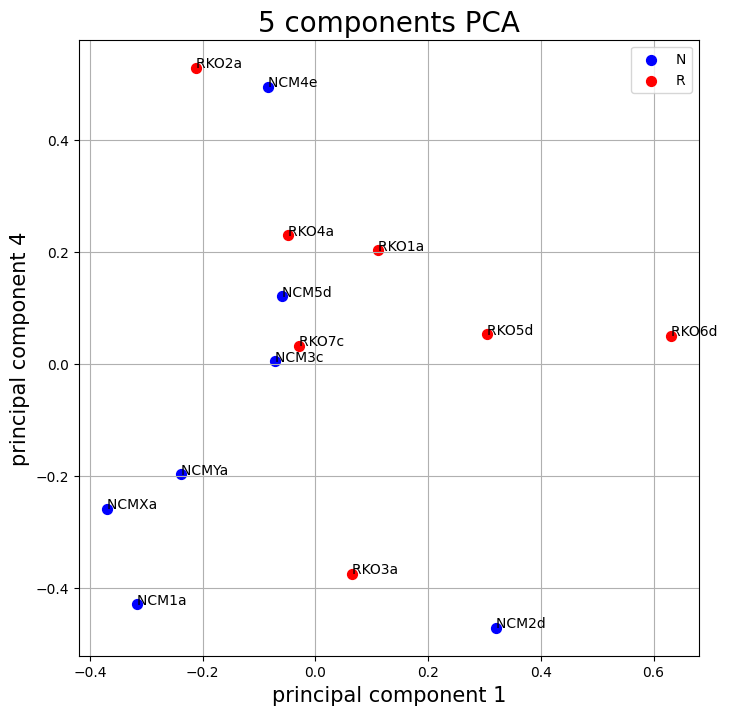 5 components PCA
N
R
RKO2a
NCM4e
RKO4a
RKO1a
NCM5d
RKO5d
RKO6d
RKO7c
NCM3c
NCMYa
NCMXa
RKO3a
NCM1a
NCM2d
0.4
0.2
0.0
−0.2
−0.4
principal component 4
−0.4
−0.2
0.0
0.2
0.4
0.6
principal component 1